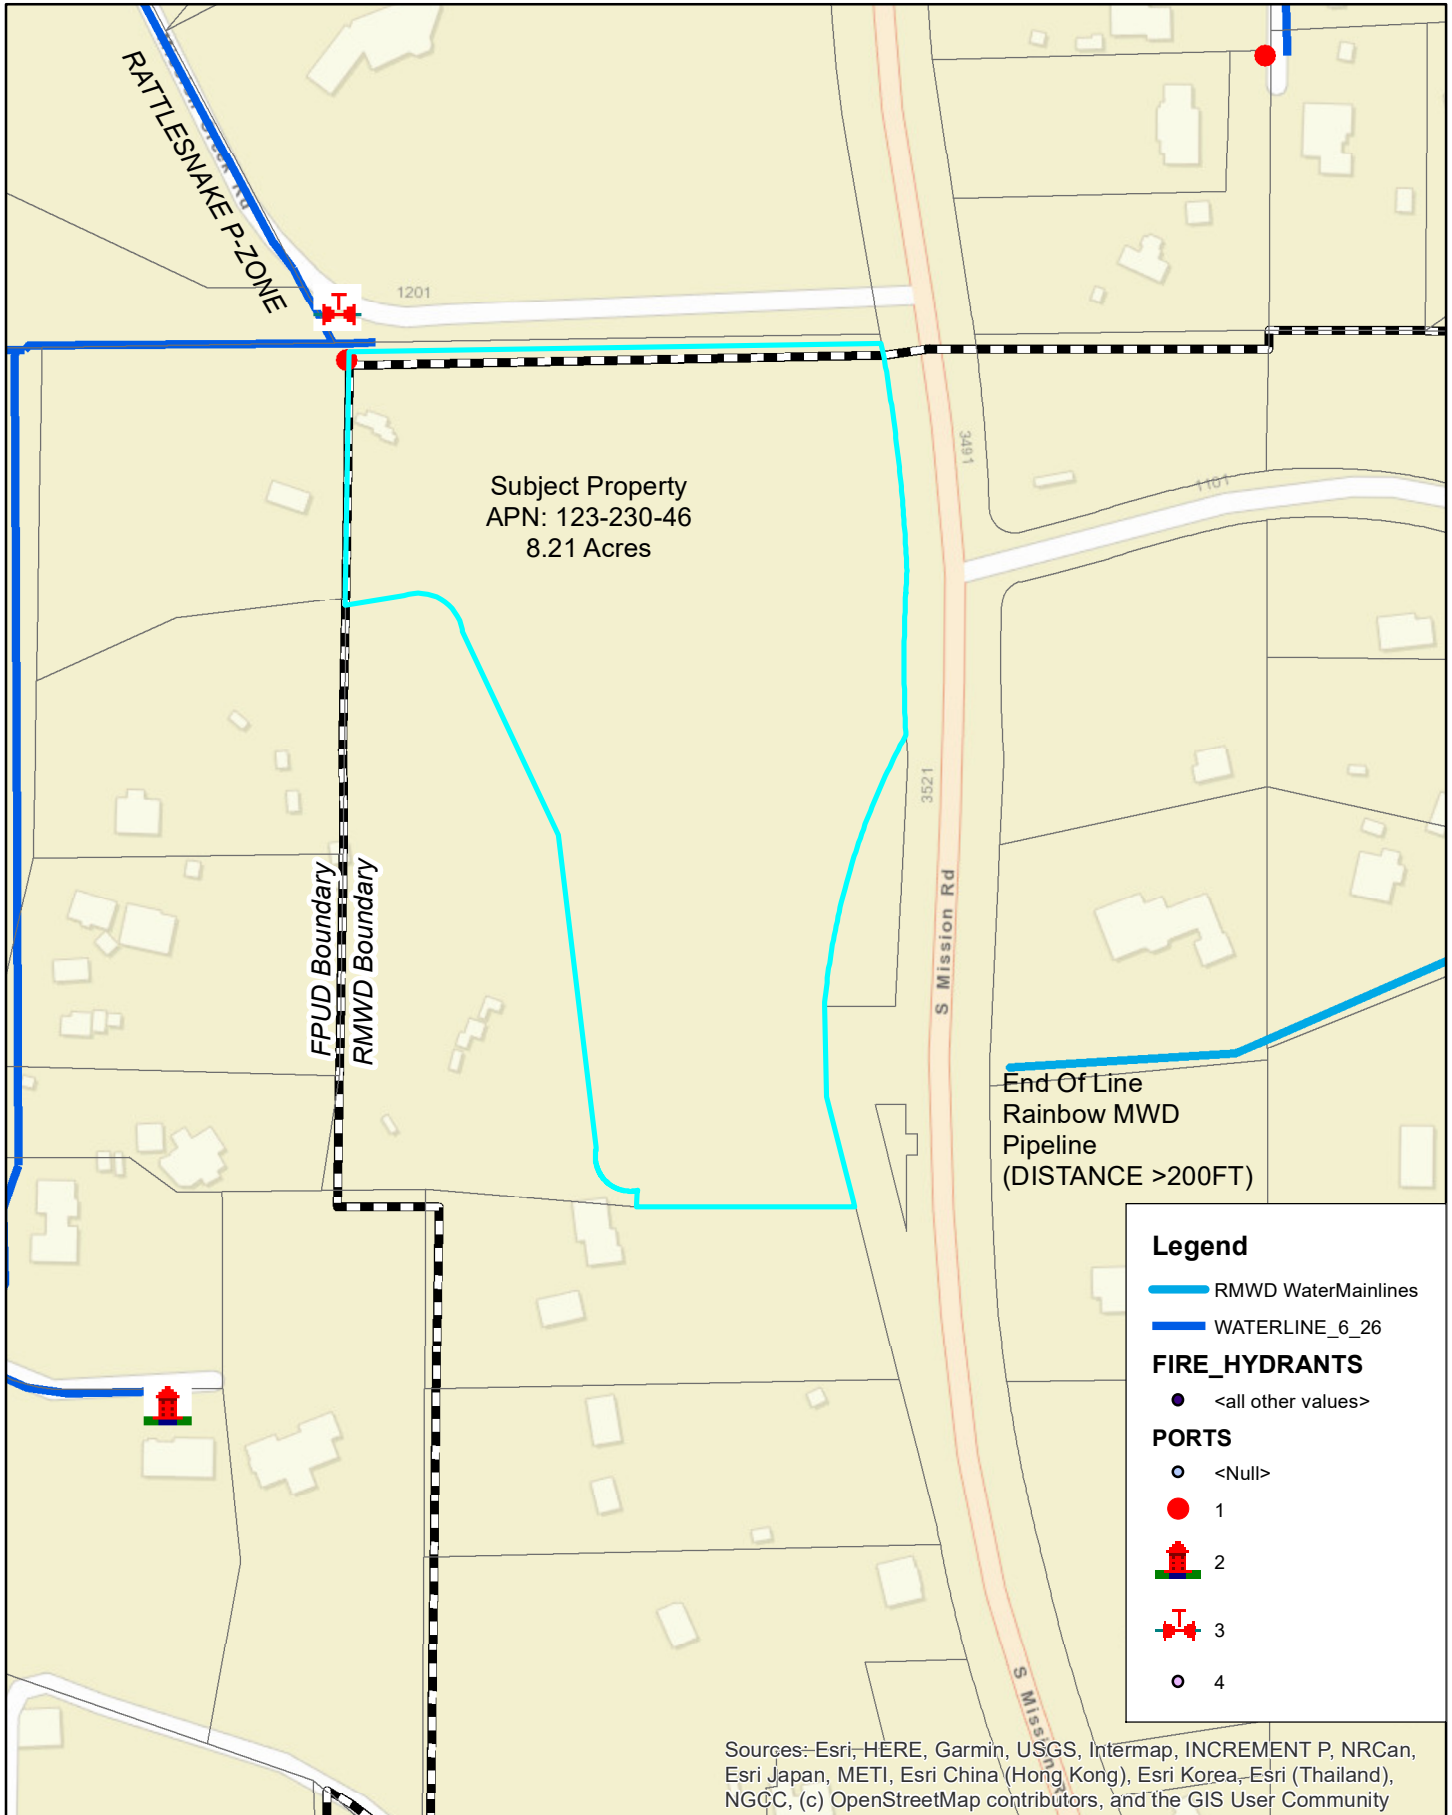 RATTLESNAKE P-ZONE
1201
Subject Property
APN: 123-230-46
8.21 Acres
3491
1101
3521
FPUD Boundary
RMWD Boundary
S Mission Rd
End Of Line
Rainbow MWD
Pipeline
(DISTANCE >200FT)
Legend
RMWD WaterMainlines
WATERLINE_6_26
FIRE_HYDRANTS
<all other values>
PORTS
<Null>
1
2
3
4
S Mission
Sources: Esri, HERE, Garmin, USGS, Intermap, INCREMENT P, NRCan,
Esri Japan, METI, Esri China (Hong Kong), Esri Korea, Esri (Thailand),
NGCC, (c) OpenStreetMap contributors, and the GIS User Community